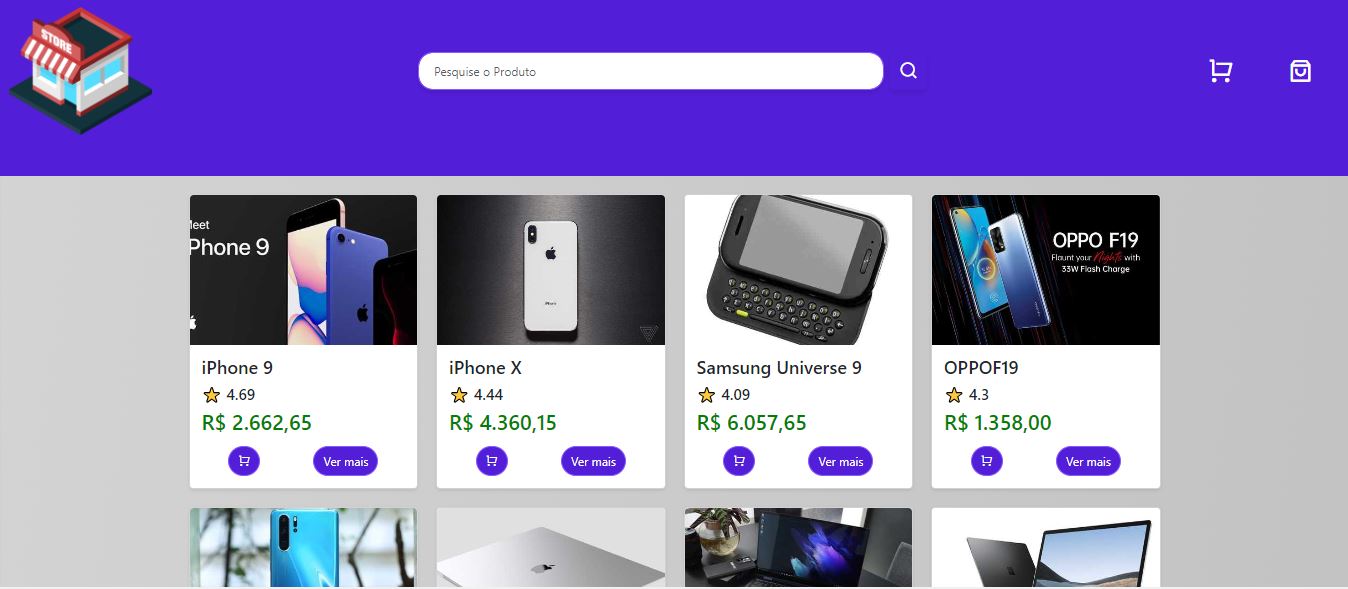 STORE
Pesquise o Produto
Meet
Phone 9
OPPO F19
Flaunt your Nights with
33W Flash Charge
iPhone
iPhone 9
4.69
R$ 2.662,65
Ver mais
iPhone X
4.44
R$ 4.360,15
Ver mais
Samsung Universe 9
4.09
R$ 6.057,65
Ver mais
OPPOF19
4.3
R$ 1.358,00
Ver mais